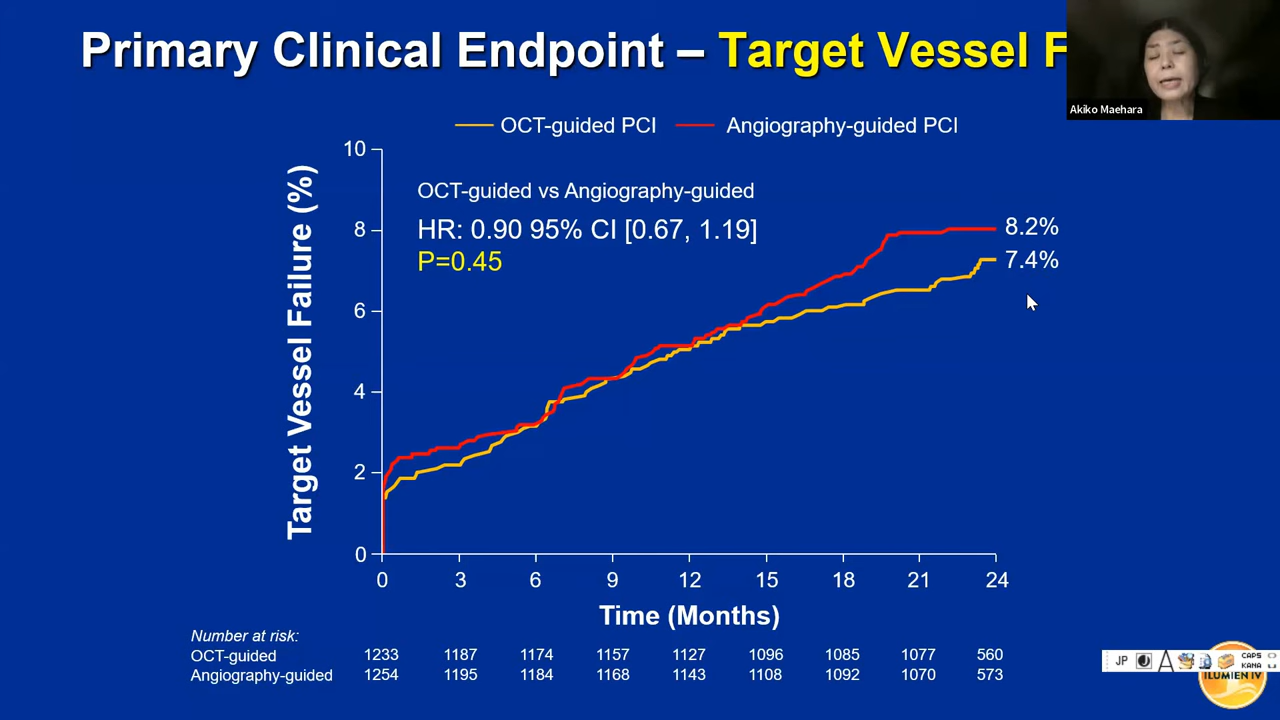 Primary Clinical Endpoint – Target Vessel F
Akiko Maehara
OCT-guided PCI
Angiography-guided PCI
Target Vessel Failure (%)
10
8
6
4
2
0
OCT-guided vs Angiography-guided
HR: 0.90 95% CI [0.67, 1.19]
P=0.45
8.2%
7.4%
0 3 6 9 12 15 18 21 24
Time (Months)
Number at risk:
OCT-guided 1233 1187 1174 1157 1127 1096 1085 1077 560
Angiography-guided 1254 1195 1184 1168 1143 1108 1092 1070 573
JP A CAPS
KANA
ILUMIEN IV